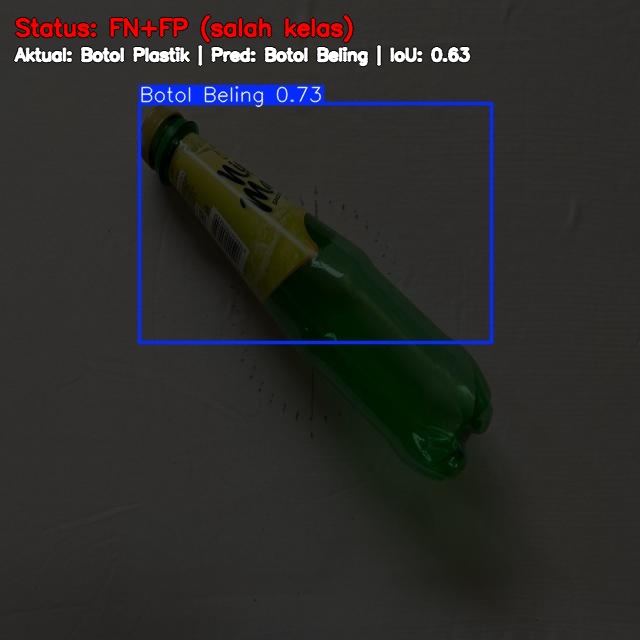 Status: FN+FP (salah kelas)
Aktual: Botol Plastik | Pred: Botol Beling | IoU: 0.63
Botol Beling 0.73